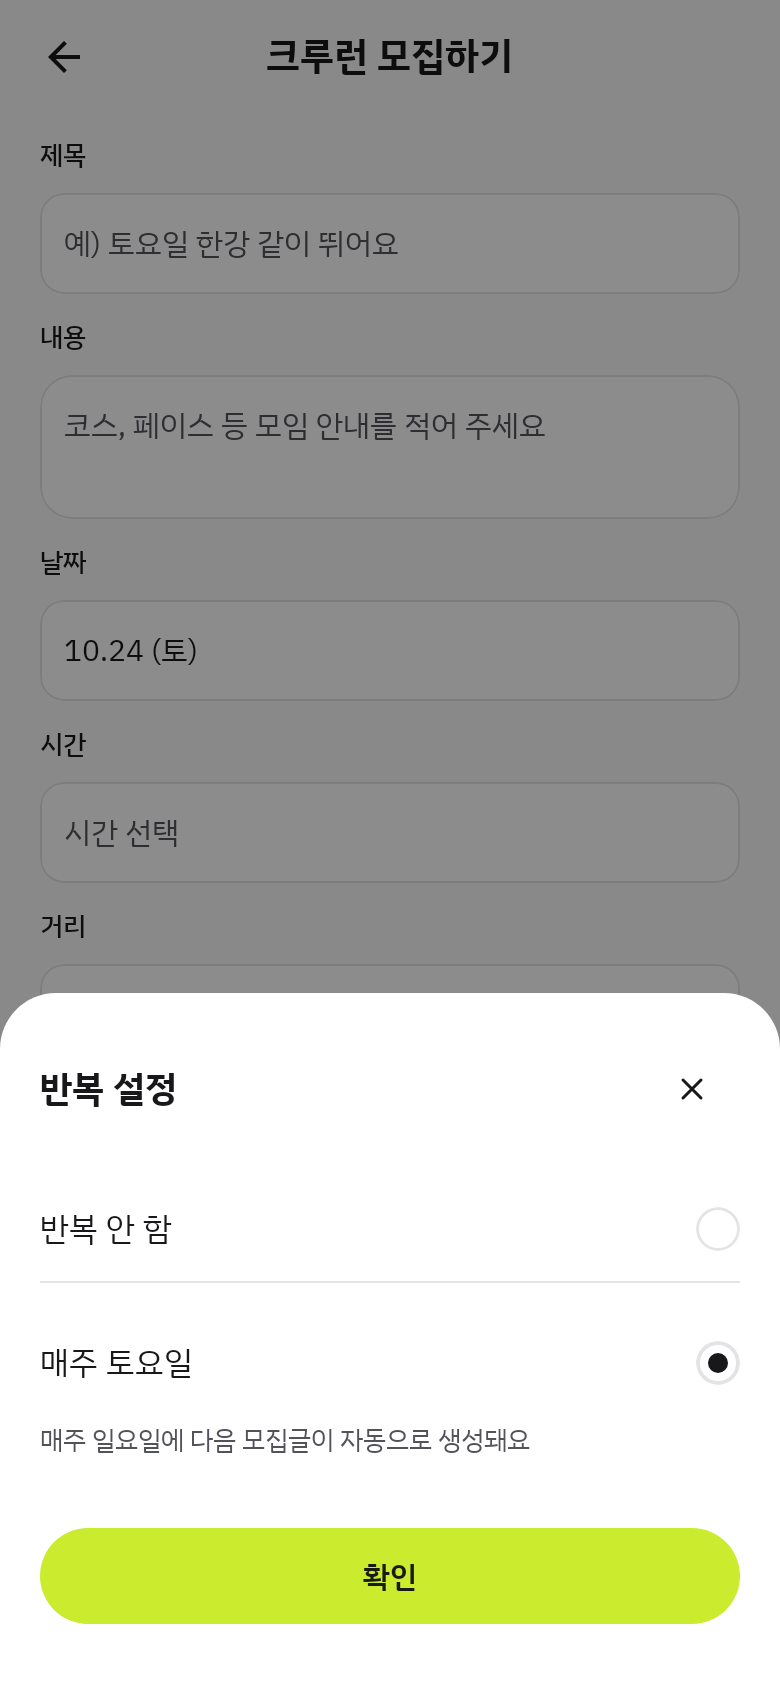 크루런 모집하기
제목
예) 토요일 한강 같이 뛰어요
내용
코스, 페이스 등 모임 안내를 적어 주세요
날짜
10.24 (토)
시간
시간 선택
거리
반복 설정
반복 안 함
매주 토요일
매주 일요일에 다음 모집글이 자동으로 생성돼요
확인